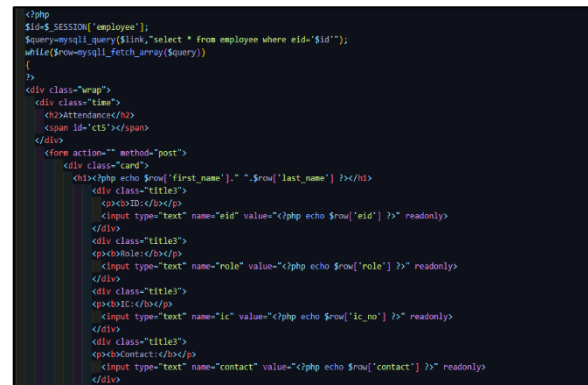 <?php
$id=$_SESSION['employee'];
$query=mysqli_query($link,"select * from employee where eid='$id'");
while($row=mysqli_fetch_array($query))
{
?>
<div class="wrap">
<div class="time">
<h2>Attendance</h2>
<span id='ct5'></span>
</div>
<form action="" method="post">
<div class="card">
<h1><?php echo $row['first_name']." ".$row['last_name'] ?></h1>
<div class="title3">
<p><b>ID:</b></p>
<input type="text" name="eid" value="<?php echo $row['eid'] ?>" readonly>
</div>
<div class="title3">
<p><b>Role:</b></p>
<input type="text" name="role" value="<?php echo $row['role'] ?>" readonly>
</div>
<div class="title3">
<p><b>IC:</b></p>
<input type="text" name="ic" value="<?php echo $row['ic_no'] ?>" readonly>
</div>
<div class="title3">
<p><b>Contact:</b></p>
<input type="text" name="contact" value="<?php echo $row['contact'] ?>" readonly>
</div>